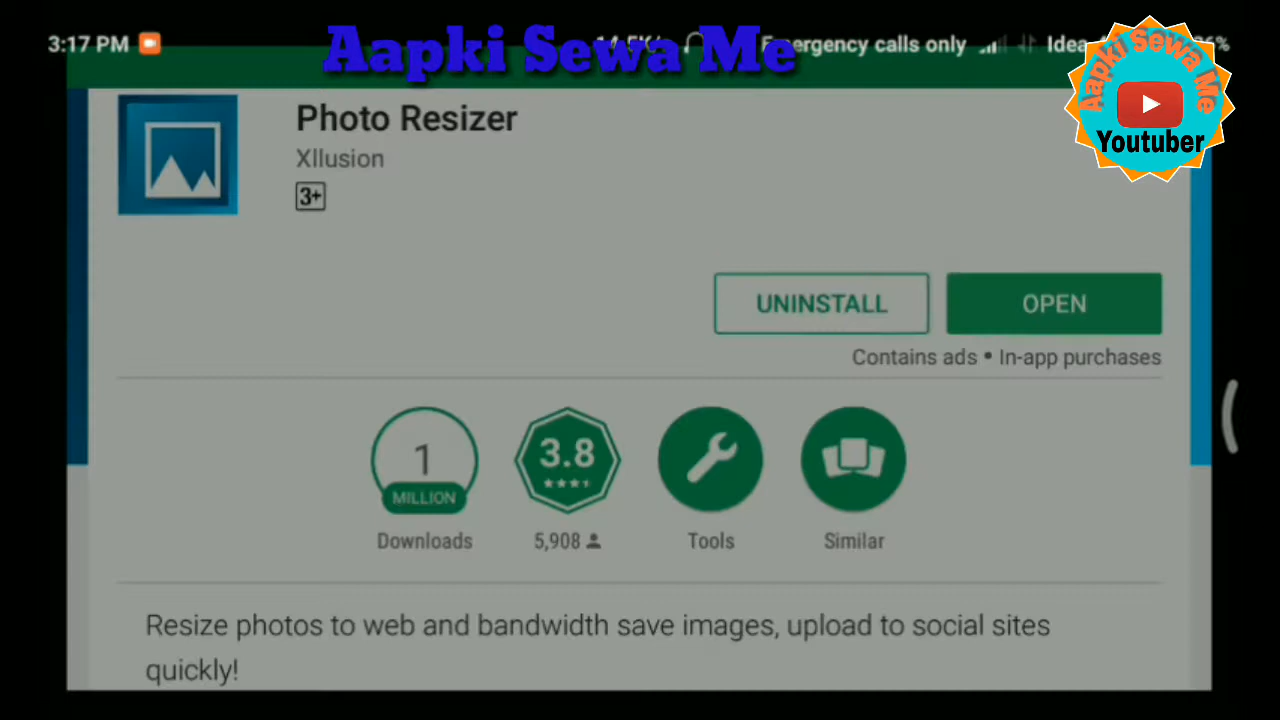 3:17 PM
Aapki Sewa Me
Emergency calls only
Idea
Aapki Sewa Me
Youtuber
Photo Resizer
Xllusion
3+
UNINSTALL
OPEN
Contains ads • In-app purchases
1
MILLION
3.8
Downloads
5,908
Tools
Similar
Resize photos to web and bandwidth save images, upload to social sites
quickly!